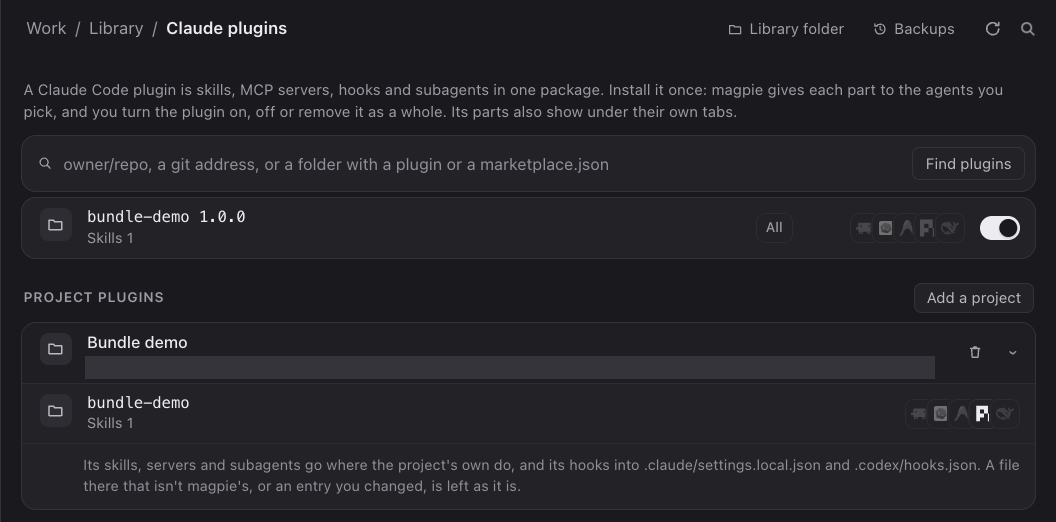 Work / Library / Claude plugins
Library folder
Backups
A Claude Code plugin is skills, MCP servers, hooks and subagents in one package. Install it once: magpie gives each part to the agents you
pick, and you turn the plugin on, off or remove it as a whole. Its parts also show under their own tabs.
owner/repo, a git address, or a folder with a plugin or a marketplace.json
Find plugins
bundle-demo 1.0.0
Skills 1
All
PROJECT PLUGINS
Add a project
Bundle demo
bundle-demo
Skills 1
Its skills, servers and subagents go where the project's own do, and its hooks into .claude/settings.local.json and .codex/hooks.json. A file
there that isn't magpie's, or an entry you changed, is left as it is.